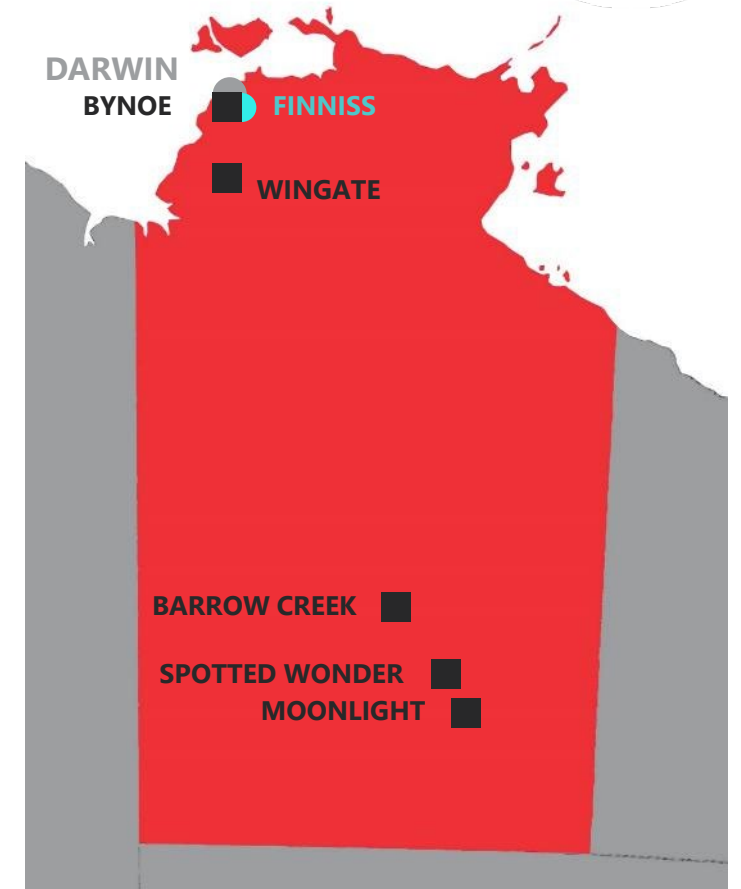 DARWIN
BYNOE
FINNISS
WINGATE
BARROW CREEK
SPOTTED WONDER
MOONLIGHT